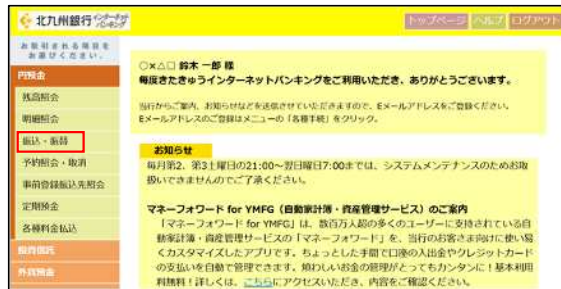 北九州銀行 インターネットバンキング
トップページ ヘルプ ログアウト
お取引される項目を
お選びください。
円預金
残高照会
明細照会
振込・振替
予約照会・取消
事前登録振込先照会
定期預金
各種料金払込
投資信託
外貨預金
○×△□ 鈴木 一郎 様
毎度きたきゅうインターネットバンキングをご利用いただき、ありがとうございます。
当行からご案内、お知らせなどを送信させていただきますので、Eメールアドレスをご登録ください。
Eメールアドレスのご登録はメニューの「各種手続」をクリック。
お知らせ
毎月第2、第3土曜日の21:00～翌日曜日7:00までは、システムメンテナンスのためお取
扱いできませんのでご了承ください。
マネーフォワード for YMFG（自動家計簿・資産管理サービス）のご案内
「マネーフォワード for YMFG」は、数百万人超の多くのユーザーに支持されている自
動家計簿・資産管理サービスの「マネーフォワード」を、当行のお客さま向けに使い易
くカスタマイズしたアプリです。ちょっとした手間で口座の入出金やクレジットカード
の支払いを自動で管理できます。煩わしいお金の管理がとってもカンタンに！基本利用
料無料！詳しくは、こちらにアクセスいただき、内容をご確認ください。